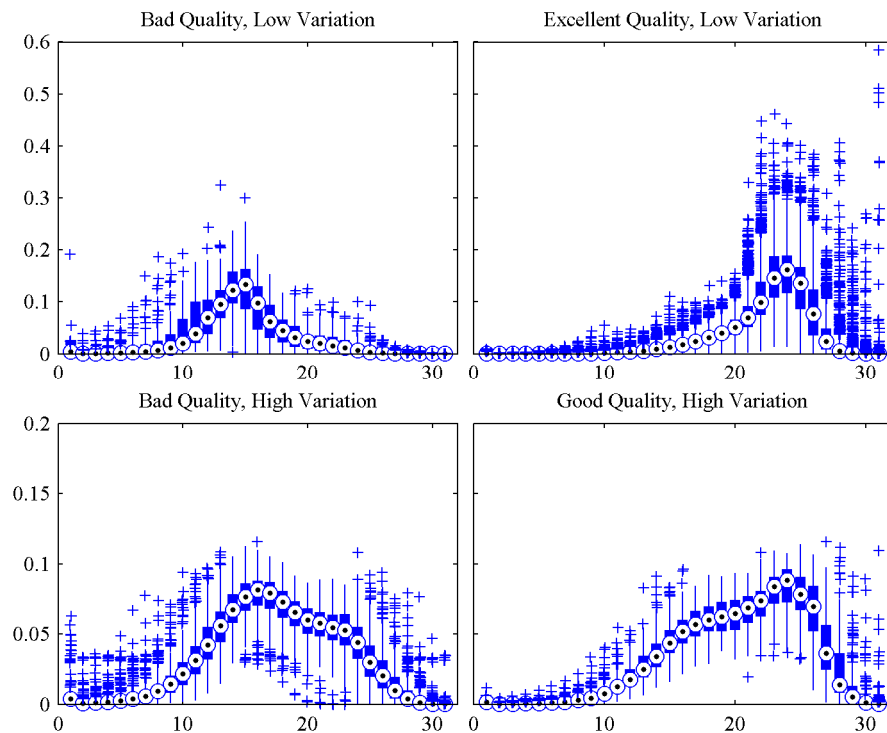 Bad Quality, Low Variation
Excellent Quality, Low Variation
0.6
0.5
0.4
0.3
0.2
0.1
0
0 10 20 30
0 10 20 30
Bad Quality, High Variation
Good Quality, High Variation
0.2
0.15
0.1
0.05
0
0 10 20 30
0 10 20 30